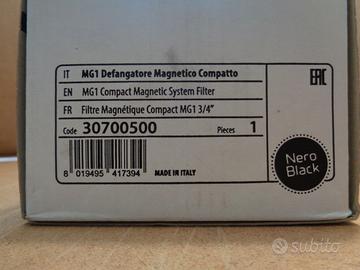 IT MG1 Defangatore Magnetico Compatto
EN MG1 Compact Magnetic System Filter
FR Filtre Magnétique Compact MG1 3/4"
Code 30700500 Pieces 1
8 019495 417394
MADE IN ITALY
EAC
Nero
Black
subito